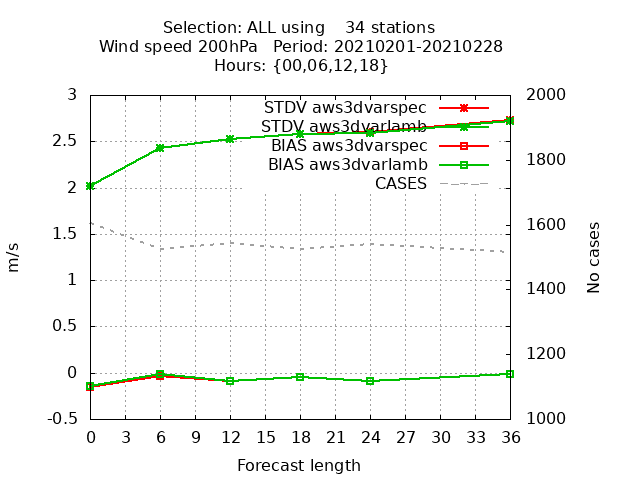 Selection: ALL using    34 stations
Wind speed 200hPa   Period: 20210201-20210228
Hours: {00,06,12,18}
STDV aws3dvarspec
STDV aws3dvarlamb
BIAS aws3dvarspec
BIAS aws3dvarlamb
CASES
3
2.5
2
1.5
1
0.5
0
-0.5
m/s
2000
1800
1600
1400
1200
1000
No cases
0 3 6 9 12 15 18 21 24 27 30 33 36
Forecast length